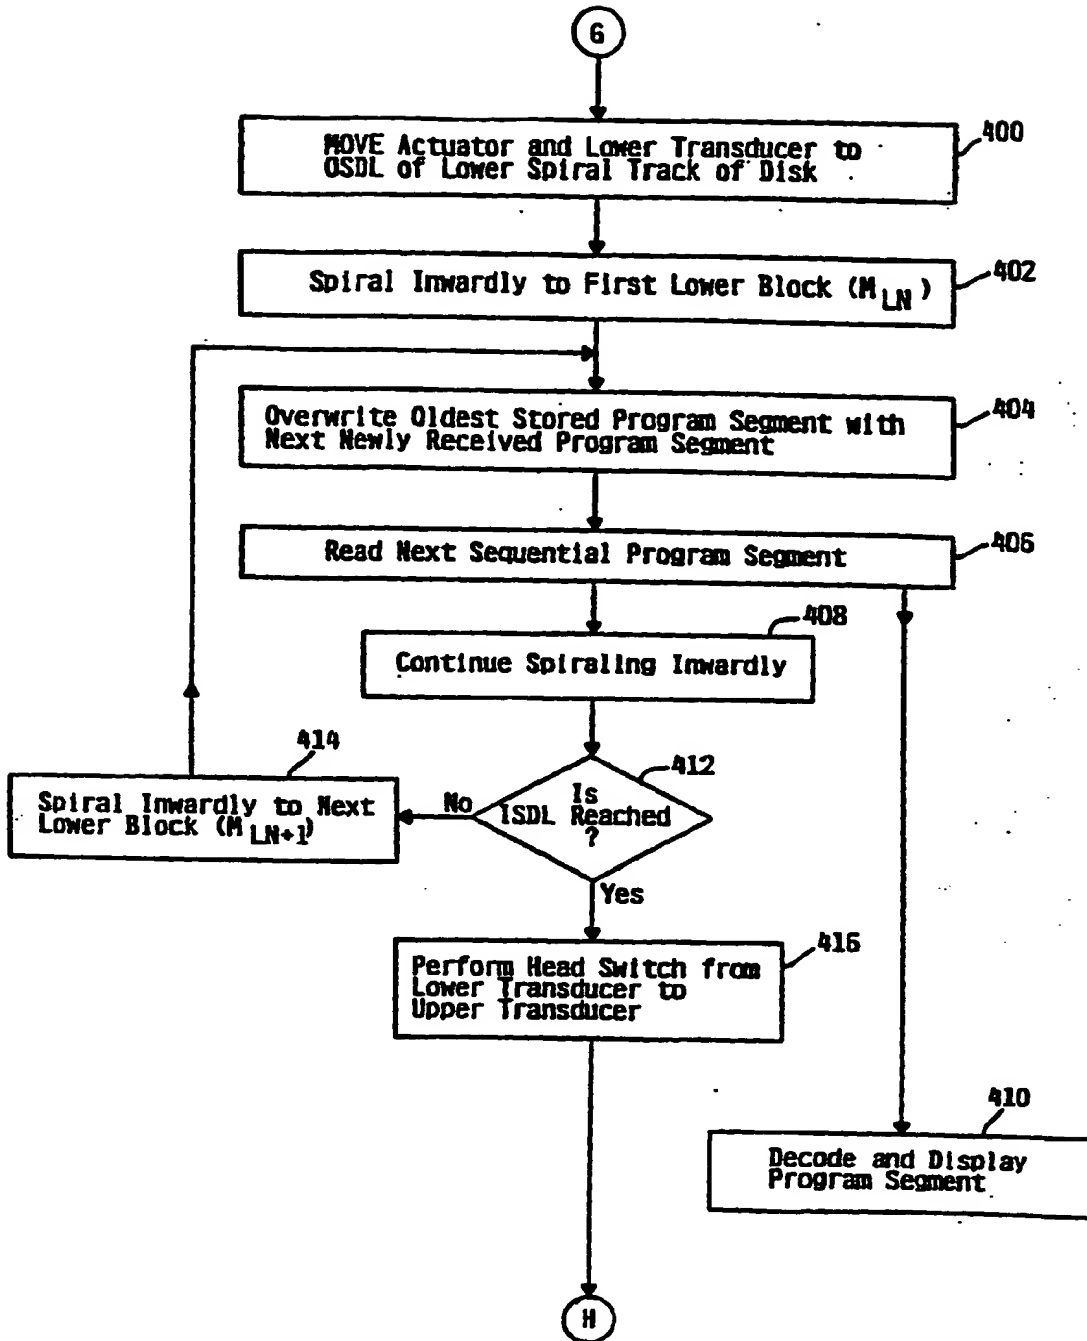 G
MOVE Actuator and Lower Transducer to
OSDL of Lower Spiral Track of Disk
400
Spiral Inwardly to First Lower Block (M LN)
402
Overwrite Oldest Stored Program Segment with
Next Newly Received Program Segment
404
Read Next Sequential Program Segment
406
408
Continue Spiraling Inwardly
414
Spiral Inwardly to Next
Lower Block (M LN+1)
No
412
Is
ISDL Reached
?
Yes
416
Perform Head Switch from
Lower Transducer to
Upper Transducer
410
Decode and Display
Program Segment
H